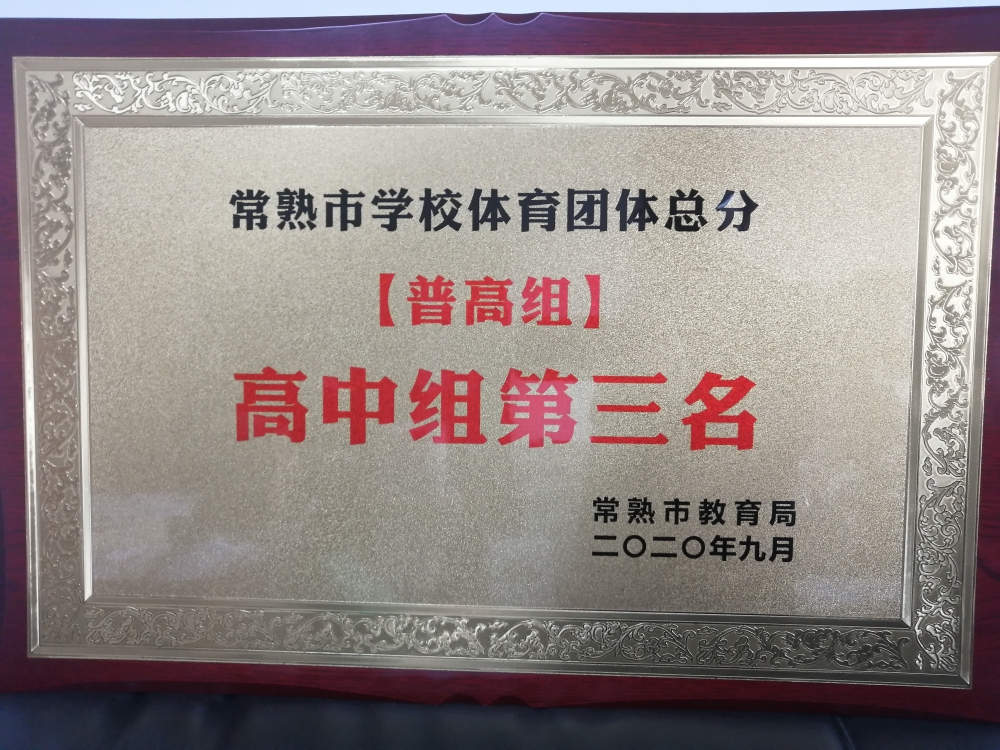 常熟市学校体育团体总分
【普高组】
高中组第三名
常熟市教育局
二〇二〇年九月